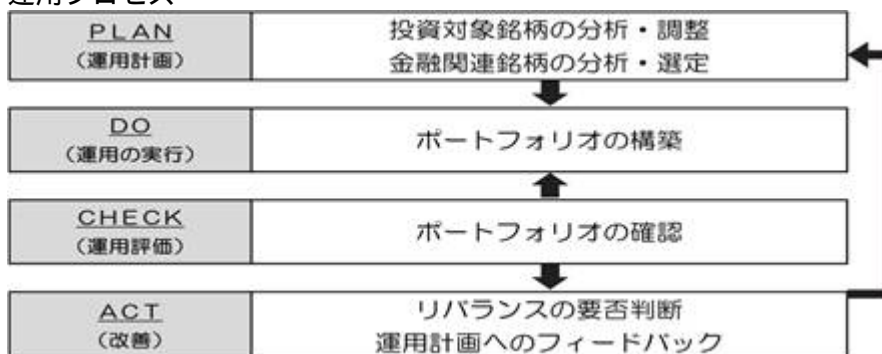 運用プロセス
PLAN
(運用計画)
投資対象銘柄の分析・調整
金融関連銘柄の分析・選定
DO
(運用の実行)
ポートフォリオの構築
CHECK
(運用評価)
ポートフォリオの確認
ACT
(改善)
リバランスの要否判断
運用計画へのフィードバック